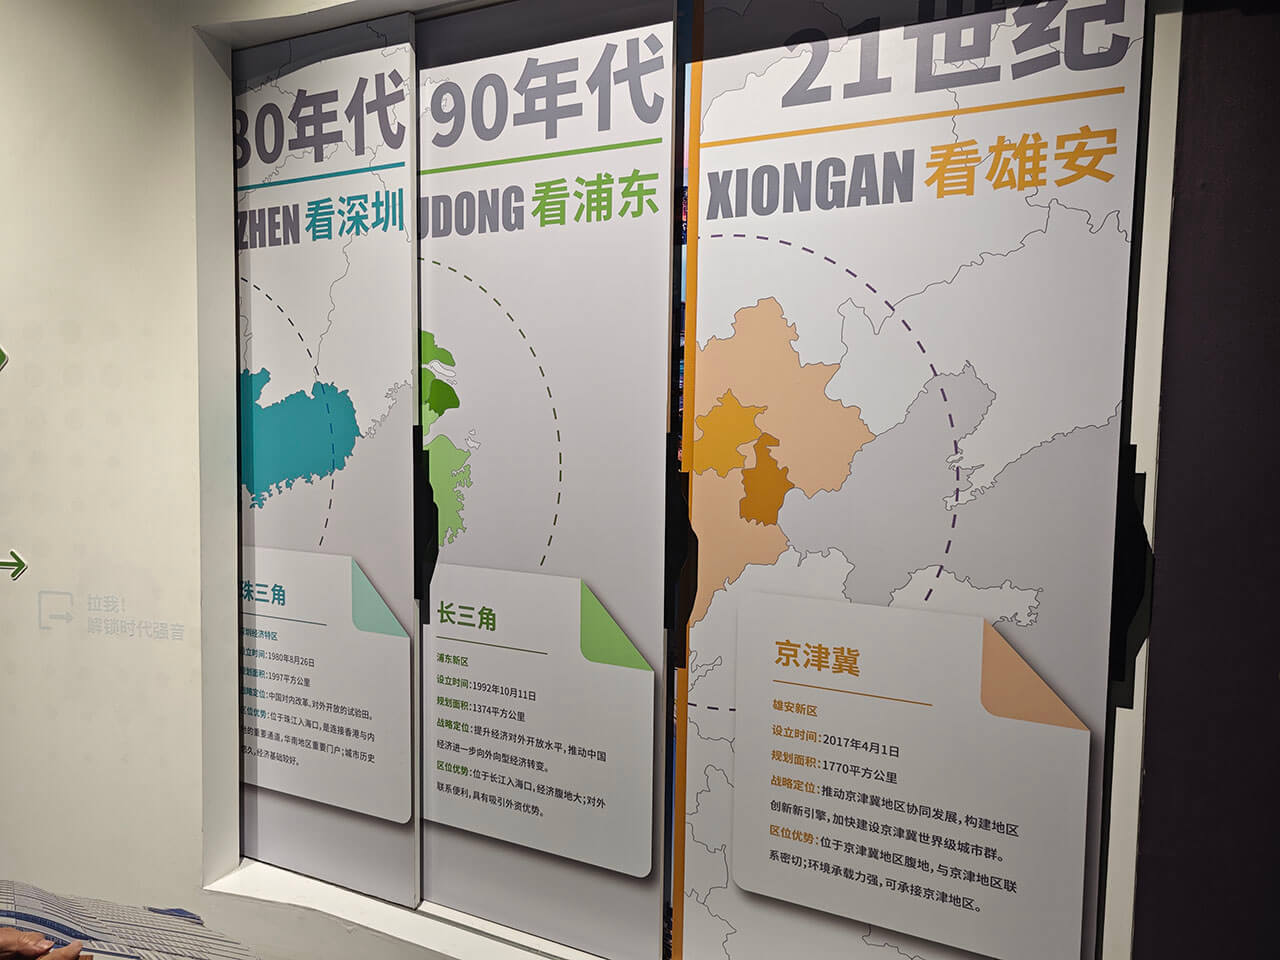 80年代
ZHEN 看深圳
珠三角
深圳经济特区
设立时间:1980年8月26日
规划面积:1997平方公里
战略定位:中国对内改革、对外开放的试验田。
区位优势:位于珠江入海口,是连接香港与内
地的重要通道,华南地区重要门户;城市历史
悠久,经济基础较好。
90年代
UDONG 看浦东
长三角
浦东新区
设立时间:1992年10月11日
规划面积:1374平方公里
战略定位:提升经济对外开放水平,推动中国
经济进一步向外向型经济转变。
区位优势:位于长江入海口,经济腹地大;对外
联系便利,具有吸引外资优势。
21世纪
XIONGAN 看雄安
京津冀
雄安新区
设立时间:2017年4月1日
规划面积:1770平方公里
战略定位:推动京津冀地区协同发展,构建地区
创新新引擎,加快建设京津冀世界级城市群。
区位优势:位于京津冀地区腹地,与京津地区联
系密切;环境承载力强,可承接京津地区。
拉我!
解锁时代强音